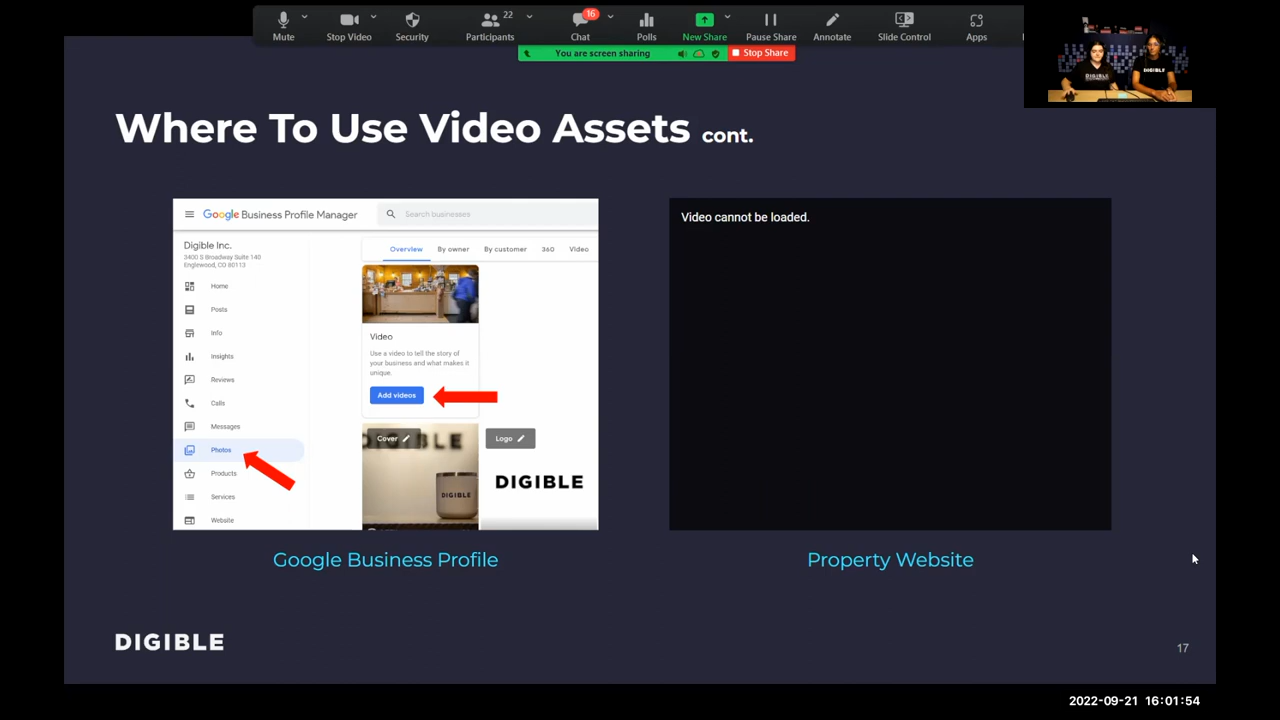 22
16
Mute
Stop Video
Security
Participants
Chat
Polls
New Share
Pause Share
Annotate
Slide Control
Apps
You are screen sharing
Stop Share
DIGIBLE
DIGIBLE
Where To Use Video Assets cont.
Google Business Profile Manager
Search businesses
Digible Inc.
3400 S Broadway Suite 140
Englewood, CO 80113
Home
Posts
Info
Insights
Reviews
Calls
Messages
Photos
Products
Services
Website
Overview By owner By customer 360 Video
Video
Use a video to tell the story of
your business and what makes it
unique.
Add videos
Cover
Logo
DIGIBLE
DIGIBLE
Video cannot be loaded.
Google Business Profile
Property Website
DIGIBLE
17
2022-09-21 16:01:54